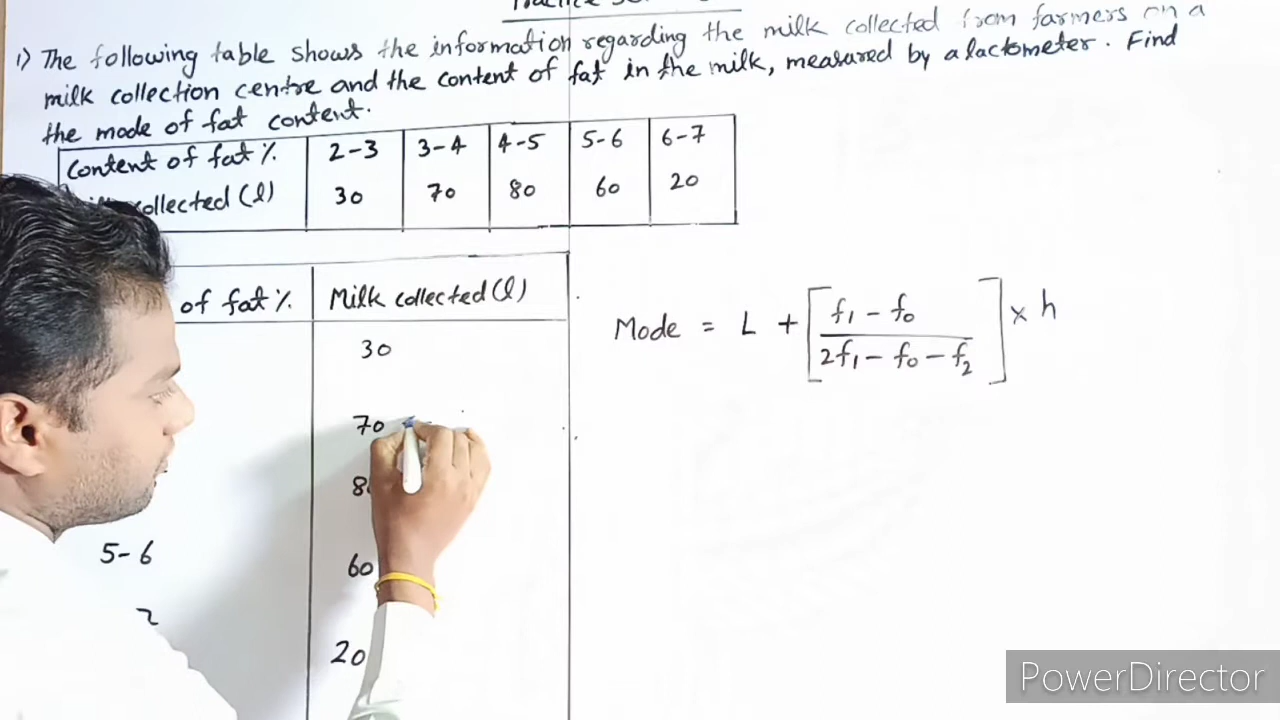 1) The following table shows the information regarding the milk collected from farmers on a
milk collection centre and the content of fat in the milk, measured by a lactometer. Find
the mode of fat content.
Content of fat % 2-3 3-4 4-5 5-6 6-7
collected (l) 30 70 80 60 20
of fat % Milk collected (l)
30
Mode = L + [f₁ - f₀ / 2f₁ - f₀ - f₂] × h
70
5-6 60
20
PowerDirector